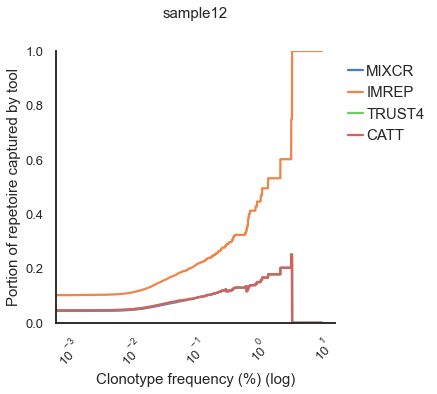 sample12
1.0
0.8
0.6
0.4
0.2
0.0
Portion of repetoire captured by tool
10⁻³
10⁻²
10⁻¹
10⁰
10¹
Clonotype frequency (%) (log)
MIXCR
IMREP
TRUST4
CATT